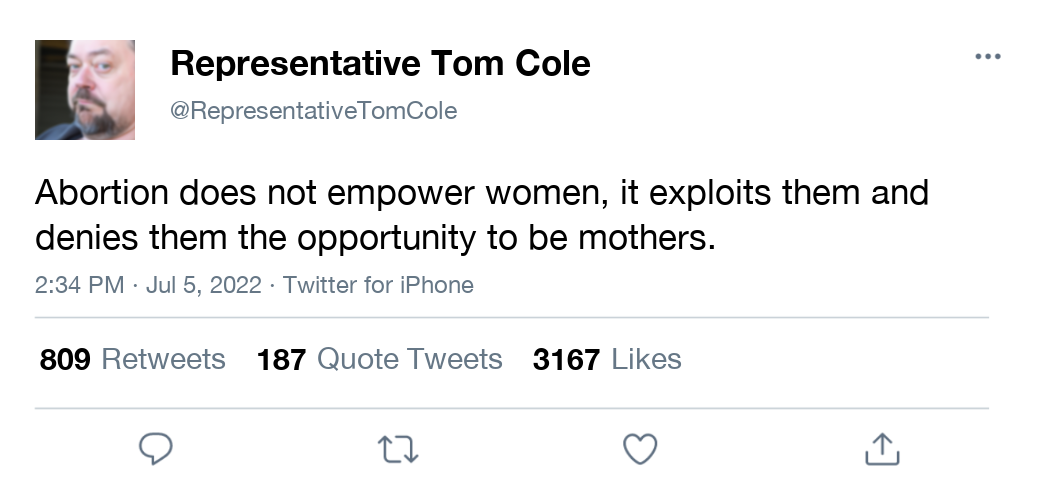 Representative Tom Cole
@RepresentativeTomCole
Abortion does not empower women, it exploits them and
denies them the opportunity to be mothers.
2:34 PM · Jul 5, 2022 · Twitter for iPhone
809 Retweets 187 Quote Tweets 3167 Likes